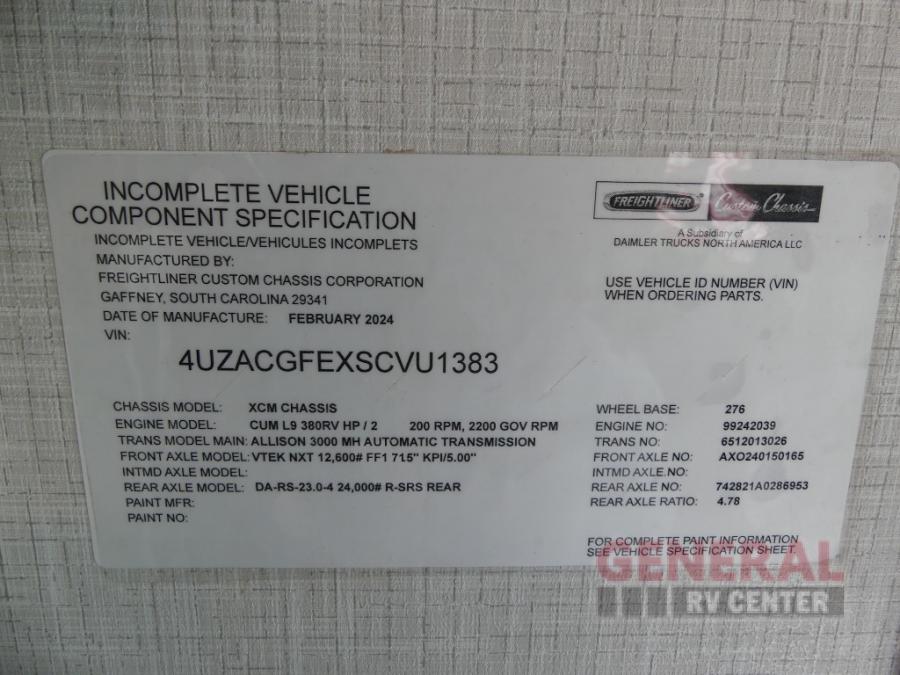 INCOMPLETE VEHICLE
COMPONENT SPECIFICATION
INCOMPLETE VEHICLE/VEHICULES INCOMPLETS
MANUFACTURED BY:
FREIGHTLINER CUSTOM CHASSIS CORPORATION
GAFFNEY, SOUTH CAROLINA 29341
DATE OF MANUFACTURE: FEBRUARY 2024
VIN:
4UZACGFEXSCVU1383
FREIGHTLINER Custom Chassis
A Subsidiary of
DAIMLER TRUCKS NORTH AMERICA LLC
USE VEHICLE ID NUMBER (VIN)
WHEN ORDERING PARTS.
CHASSIS MODEL: XCM CHASSIS
ENGINE MODEL: CUM L9 380RV HP / 2 200 RPM, 2200 GOV RPM
TRANS MODEL MAIN: ALLISON 3000 MH AUTOMATIC TRANSMISSION
FRONT AXLE MODEL: VTEK NXT 12,600# FF1 71.5" KPI/5.00"
INTMD AXLE MODEL:
REAR AXLE MODEL: DA-RS-23.0-4 24,000# R-SRS REAR
PAINT MFR:
PAINT NO:
WHEEL BASE: 276
ENGINE NO: 99242039
TRANS NO: 6512013026
FRONT AXLE NO: AXO240150165
INTMD AXLE NO:
REAR AXLE NO: 742821A0286953
REAR AXLE RATIO: 4.78
FOR COMPLETE PAINT INFORMATION
SEE VEHICLE SPECIFICATION SHEET.
GENERAL
RV CENTER